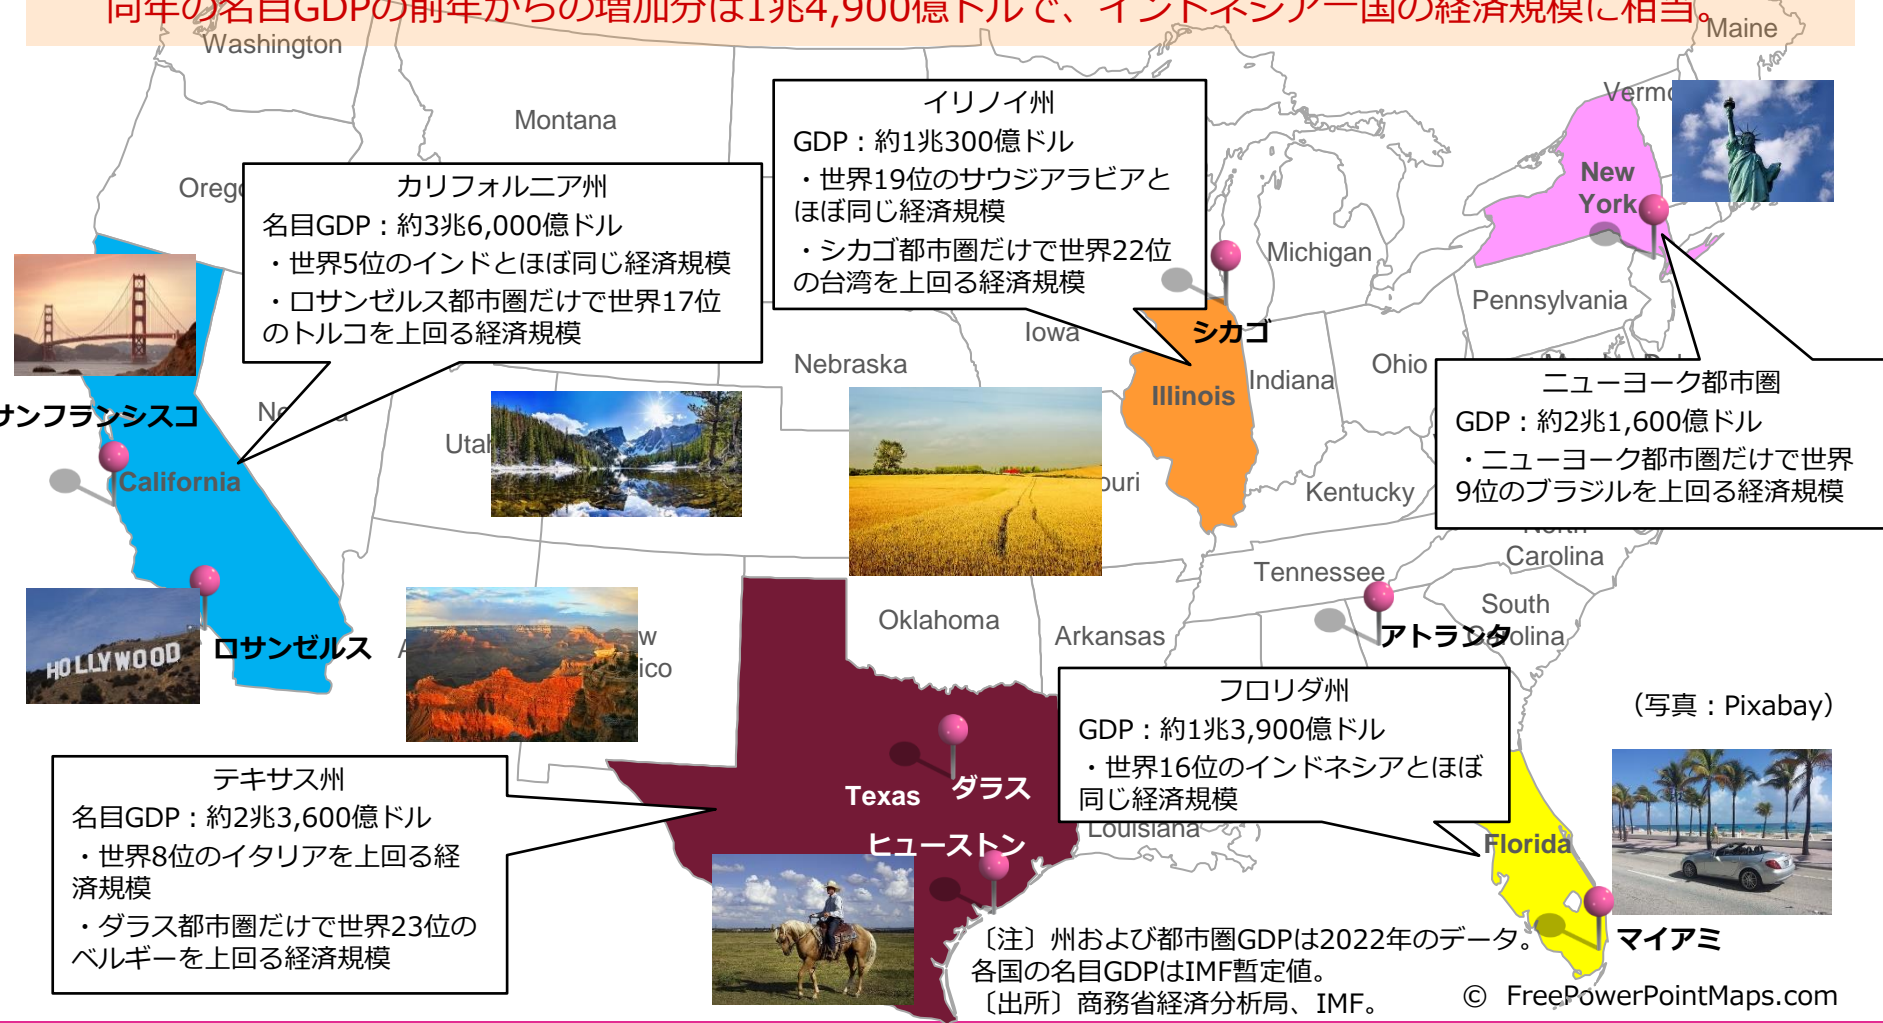 同年の名目GDPの前年からの増加分は1兆4,900億ドルで、インドネシア一国の経済規模に相当。
Washington
Maine
Montana
イリノイ州
GDP：約1兆300億ドル
・世界19位のサウジアラビアと
ほぼ同じ経済規模
・シカゴ都市圏だけで世界22位
の台湾を上回る経済規模
カリフォルニア州
名目GDP：約3兆6,000億ドル
・世界5位のインドとほぼ同じ経済規模
・ロサンゼルス都市圏だけで世界17位
のトルコを上回る経済規模
New
York
Michigan
Pennsylvania
シカゴ
Iowa
Nebraska
Ohio
Indiana
Illinois
ニューヨーク都市圏
GDP：約2兆1,600億ドル
・ニューヨーク都市圏だけで世界
9位のブラジルを上回る経済規模
サンフランシスコ
California
Kentucky
North
Carolina
Tennessee
South
Carolina
アトランタ
HOLLYWOOD
ロサンゼルス
Oklahoma
Arkansas
フロリダ州
GDP：約1兆3,900億ドル
・世界16位のインドネシアとほぼ
同じ経済規模
（写真：Pixabay）
テキサス州
名目GDP：約2兆3,600億ドル
・世界8位のイタリアを上回る経
済規模
・ダラス都市圏だけで世界23位の
ベルギーを上回る経済規模
Texas
ダラス
ヒューストン
Louisiana
Florida
マイアミ
〔注〕州および都市圏GDPは2022年のデータ。
各国の名目GDPはIMF暫定値。
〔出所〕商務省経済分析局、IMF。
© FreePowerPointMaps.com